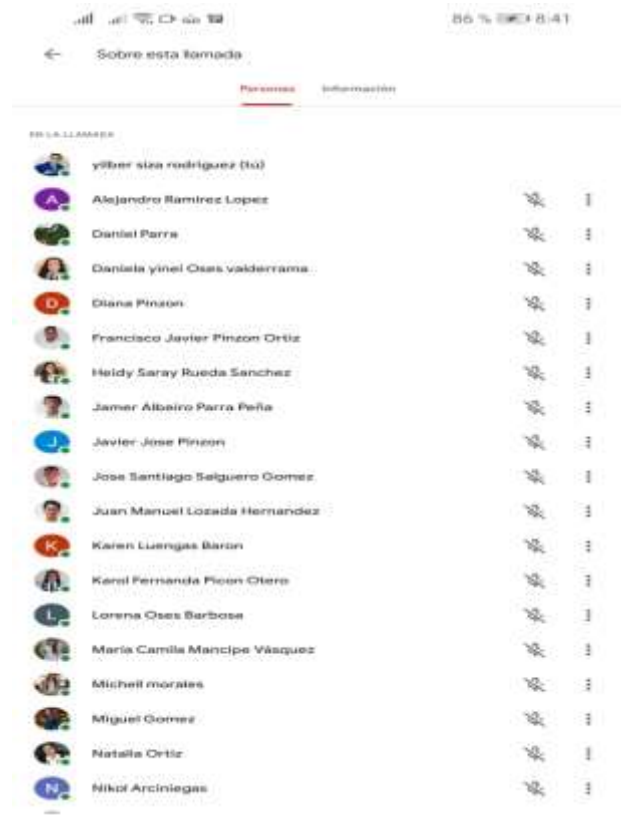 86 % 8:41
Sobre esta llamada
Personas Información
EN LA LLAMADA
yilber siza rodriguez (tú)
A Alejandro Ramirez Lopez
Daniel Parra
Daniela yinel Oses valderrama
D Diana Pinzon
Francisco Javier Pinzon Ortiz
Heidy Saray Rueda Sanchez
Jamer Albeiro Parra Peña
J Javier Jose Pinzon
Jose Santiago Salguero Gomez
Juan Manuel Lozada Hernandez
K Karen Luengas Baron
Karol Fernanda Picon Otero
L Lorena Oses Barbosa
María Camila Mancipe Vásquez
Michell morales
Miguel Gomez
Natalia Ortiz
N Nikol Arciniegas